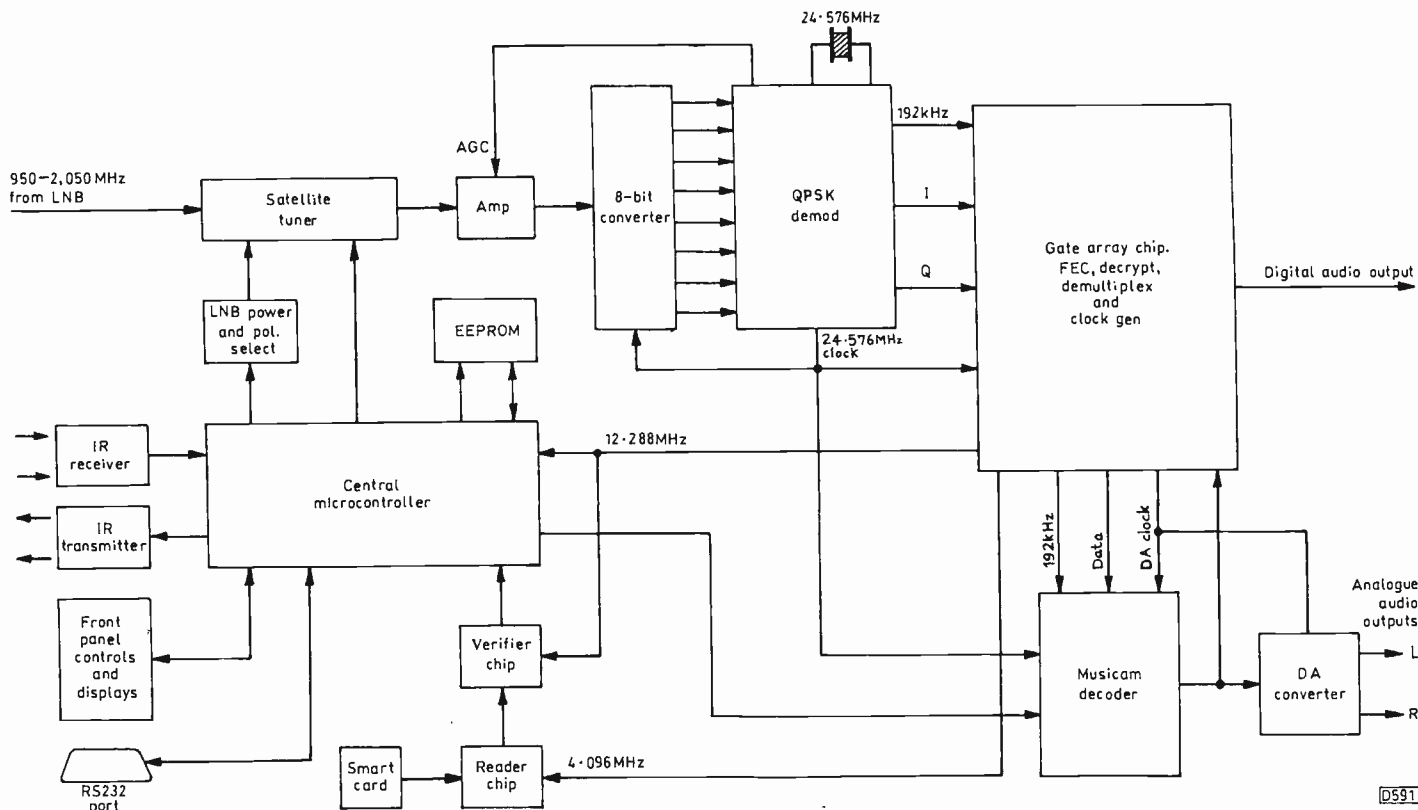 24·576MHz
AGC
950-2,050 MHz
from LNB
Satellite
tuner
Amp
8-bit
converter
QPSK
demod
192kHz
I
Q
Gate array chip.
FEC, decrypt,
demultiplex
and
clock gen
Digital audio output
LNB power
and pol.
select
EEPROM
24·576MHz
clock
IR
receiver
IR
transmitter
Central
microcontroller
12·288MHz
192kHz
Data
DA clock
Front
panel
controls
and
displays
Verifier
chip
Musicam
decoder
DA
converter
Analogue
audio
outputs
L
R
RS232
port
Smart
card
Reader
chip
4·096MHz
D591